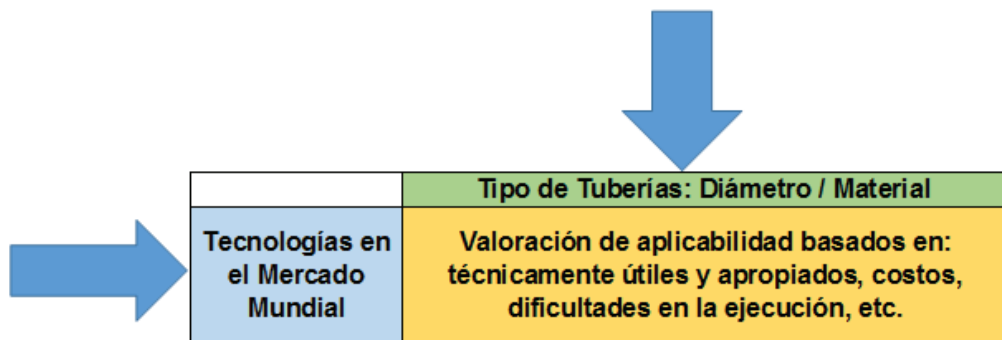 Tipo de Tuberías: Diámetro / Material
Tecnologías en
el Mercado
Mundial
Valoración de aplicabilidad basados en:
técnicamente útiles y apropiados, costos,
dificultades en la ejecución, etc.